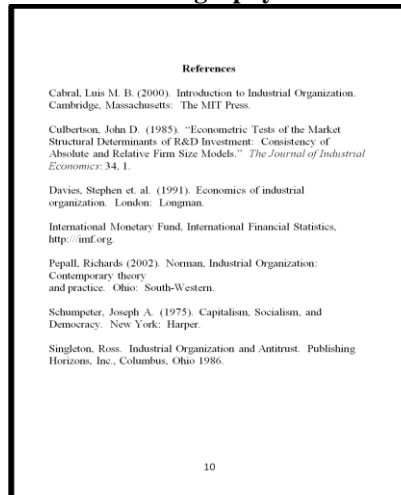 References
Cabral, Luis M. B. (2000). Introduction to Industrial Organization.
Cambridge, Massachusetts: The MIT Press.
Culbertson, John D. (1985). “Econometric Tests of the Market
Structural Determinants of R&D Investment: Consistency of
Absolute and Relative Firm Size Models.” The Journal of Industrial
Economics: 34, 1.
Davies, Stephen et. al. (1991). Economics of industrial
organization. London: Longman.
International Monetary Fund, International Financial Statistics,
http://imf.org.
Pepall, Richards (2002). Norman, Industrial Organization:
Contemporary theory
and practice. Ohio: South-Western.
Schumpeter, Joseph A. (1975). Capitalism, Socialism, and
Democracy. New York: Harper.
Singleton, Ross. Industrial Organization and Antitrust. Publishing
Horizons, Inc., Columbus, Ohio 1986.
10